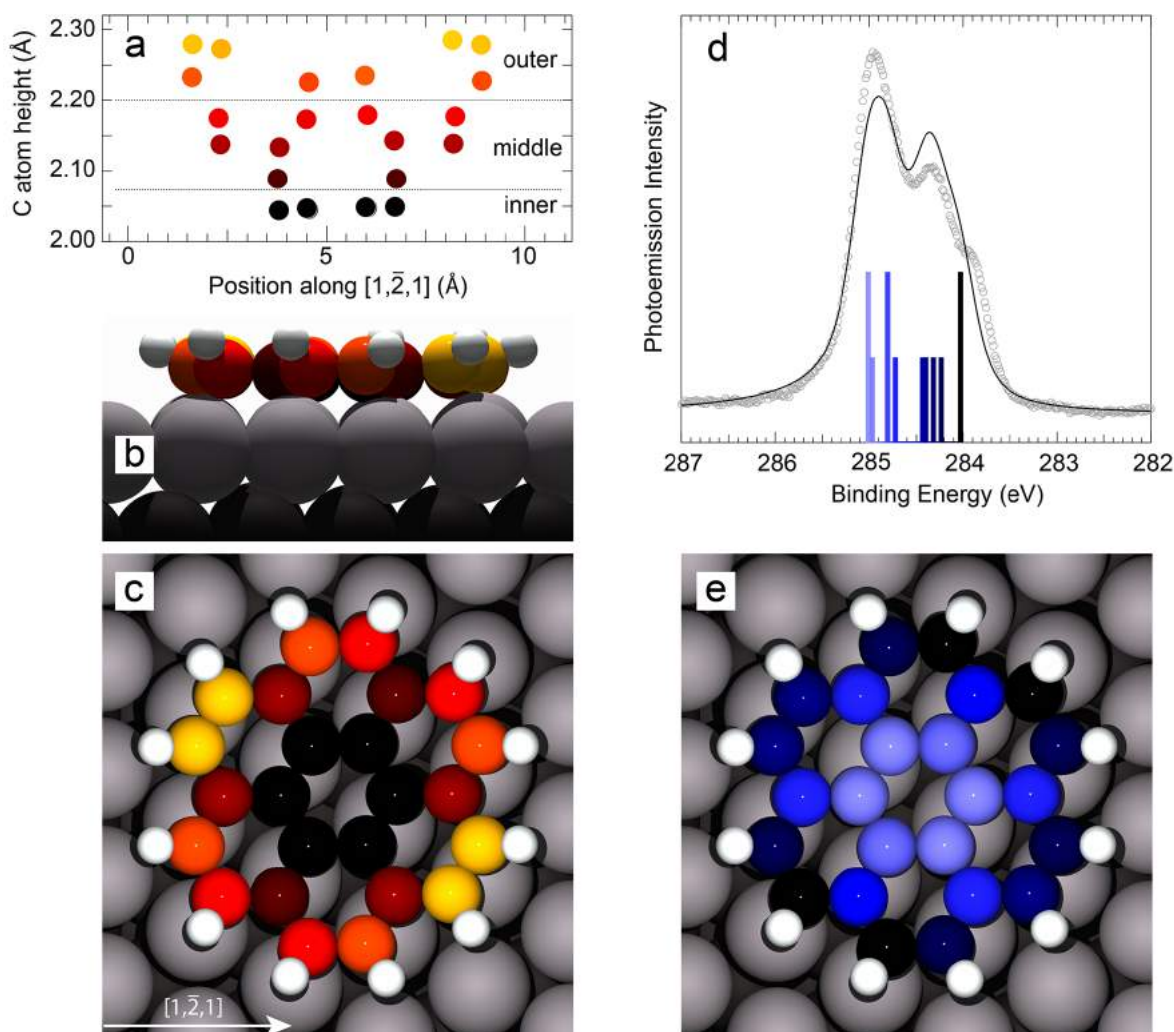 a
C atom height (Å)
2.30
2.20
2.10
2.00
outer
middle
inner
0
5
10
Position along [1,2̅,1] (Å)
b
c
[1,2̅,1]
d
Photoemission Intensity
287
286
285
284
283
282
Binding Energy (eV)
e